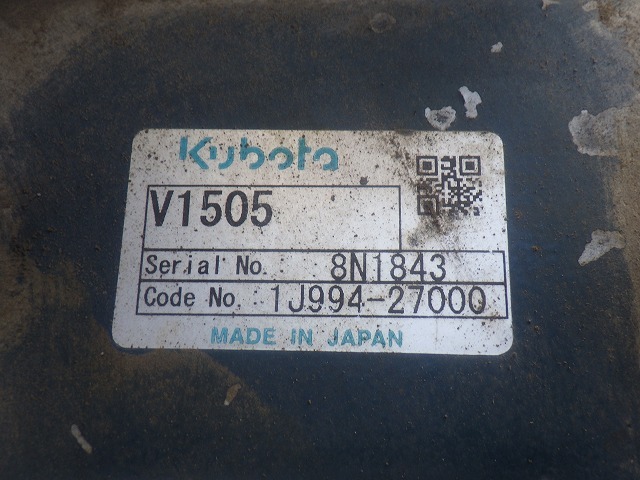 Kubota
V1505
Serial No. 8N1843
Code No. 1J994-27000
MADE IN JAPAN